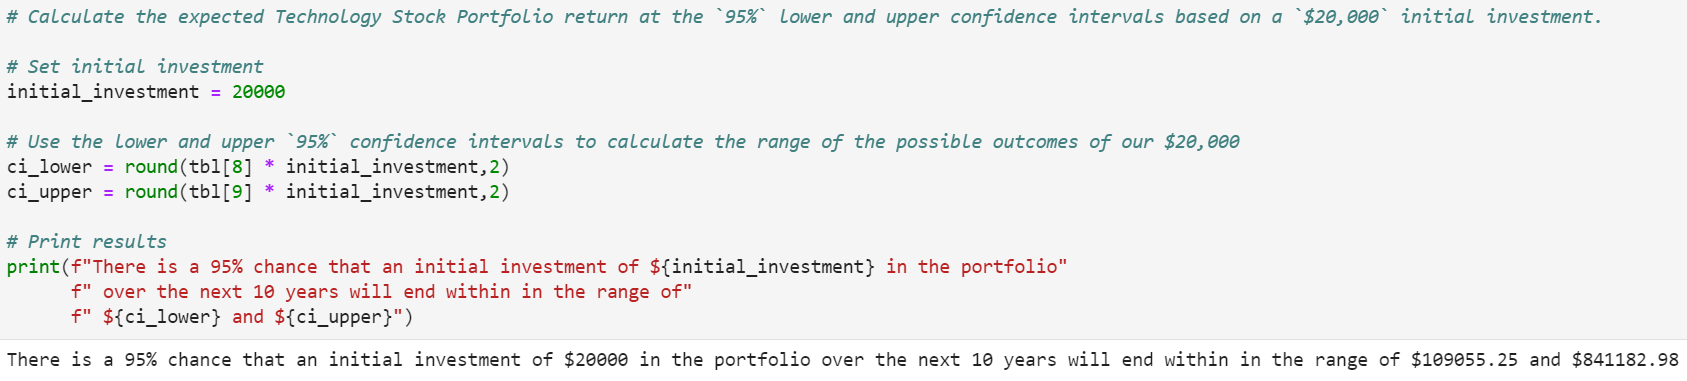 # Calculate the expected Technology Stock Portfolio return at the `95%` lower and upper confidence intervals based on a `$20,000` initial investment.
# Set initial investment
initial_investment = 20000
# Use the lower and upper `95%` confidence intervals to calculate the range of the possible outcomes of our $20,000
ci_lower = round(tbl[8] * initial_investment,2)
ci_upper = round(tbl[9] * initial_investment,2)
# Print results
print(f"There is a 95% chance that an initial investment of ${initial_investment} in the portfolio"
      f" over the next 10 years will end within in the range of"
      f" ${ci_lower} and ${ci_upper}")
There is a 95% chance that an initial investment of $20000 in the portfolio over the next 10 years will end within in the range of $109055.25 and $841182.98